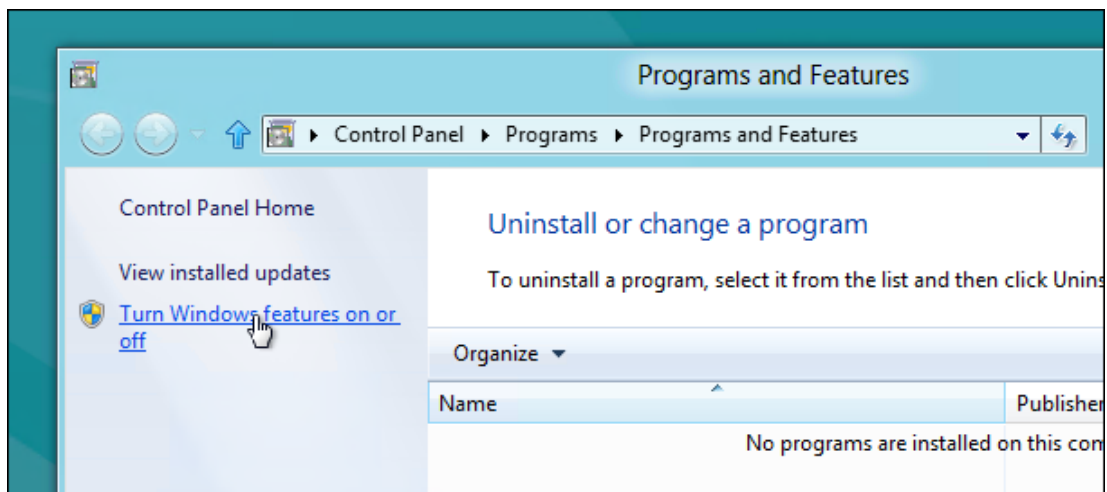 Programs and Features
Control Panel Programs Programs and Features
Control Panel Home
View installed updates
Turn Windows features on or
off
Uninstall or change a program
To uninstall a program, select it from the list and then click Unins
Organize
Name Publisher
No programs are installed on this com